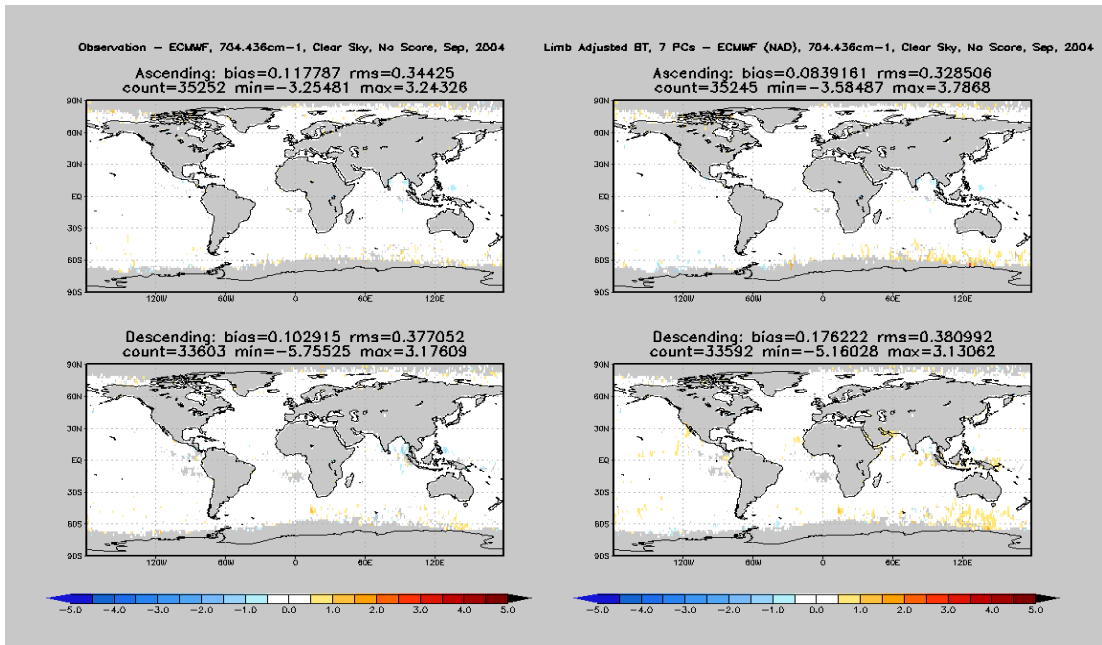 Observation - ECMWF, 704.436cm-1, Clear Sky, No Score, Sep, 2004
Ascending: bias=0.117787 rms=0.34425
count=35252 min=-3.25481 max=3.24326
90N
60N
30N
EQ
30S
60S
90S
120W 60W 0 60E 120E
Limb Adjusted BT, 7 PCs - ECMWF (NAD), 704.436cm-1, Clear Sky, No Score, Sep, 2004
Ascending: bias=0.0839161 rms=0.328506
count=35245 min=-3.58487 max=3.7868
90N
60N
30N
EQ
30S
60S
90S
120W 60W 0 60E 120E
Descending: bias=0.102915 rms=0.377052
count=33603 min=-5.75525 max=3.17609
90N
60N
30N
EQ
30S
60S
90S
120W 60W 0 60E 120E
-5.0 -4.0 -3.0 -2.0 -1.0 0.0 1.0 2.0 3.0 4.0 5.0
Descending: bias=0.176222 rms=0.380992
count=33592 min=-5.16028 max=3.13062
90N
60N
30N
EQ
30S
60S
90S
120W 60W 0 60E 120E
-5.0 -4.0 -3.0 -2.0 -1.0 0.0 1.0 2.0 3.0 4.0 5.0